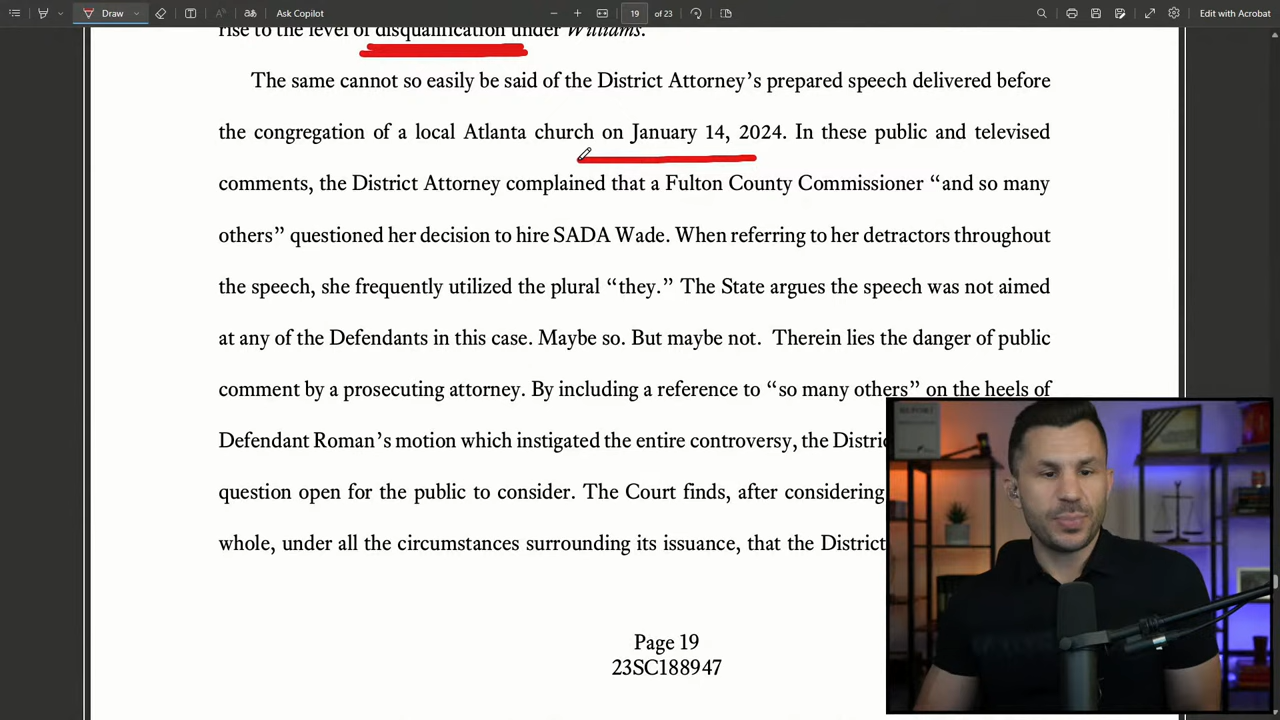 Draw
Ask Copilot
19 of 23
Edit with Acrobat
rise to the level of disqualification under Williams.
The same cannot so easily be said of the District Attorney’s prepared speech delivered before
the congregation of a local Atlanta church on January 14, 2024. In these public and televised
comments, the District Attorney complained that a Fulton County Commissioner “and so many
others” questioned her decision to hire SADA Wade. When referring to her detractors throughout
the speech, she frequently utilized the plural “they.” The State argues the speech was not aimed
at any of the Defendants in this case. Maybe so. But maybe not. Therein lies the danger of public
comment by a prosecuting attorney. By including a reference to “so many others” on the heels of
Defendant Roman’s motion which instigated the entire controversy, the
question open for the public to consider. The Court finds, after considering
whole, under all the circumstances surrounding its issuance, that the District
Page 19
23SC188947